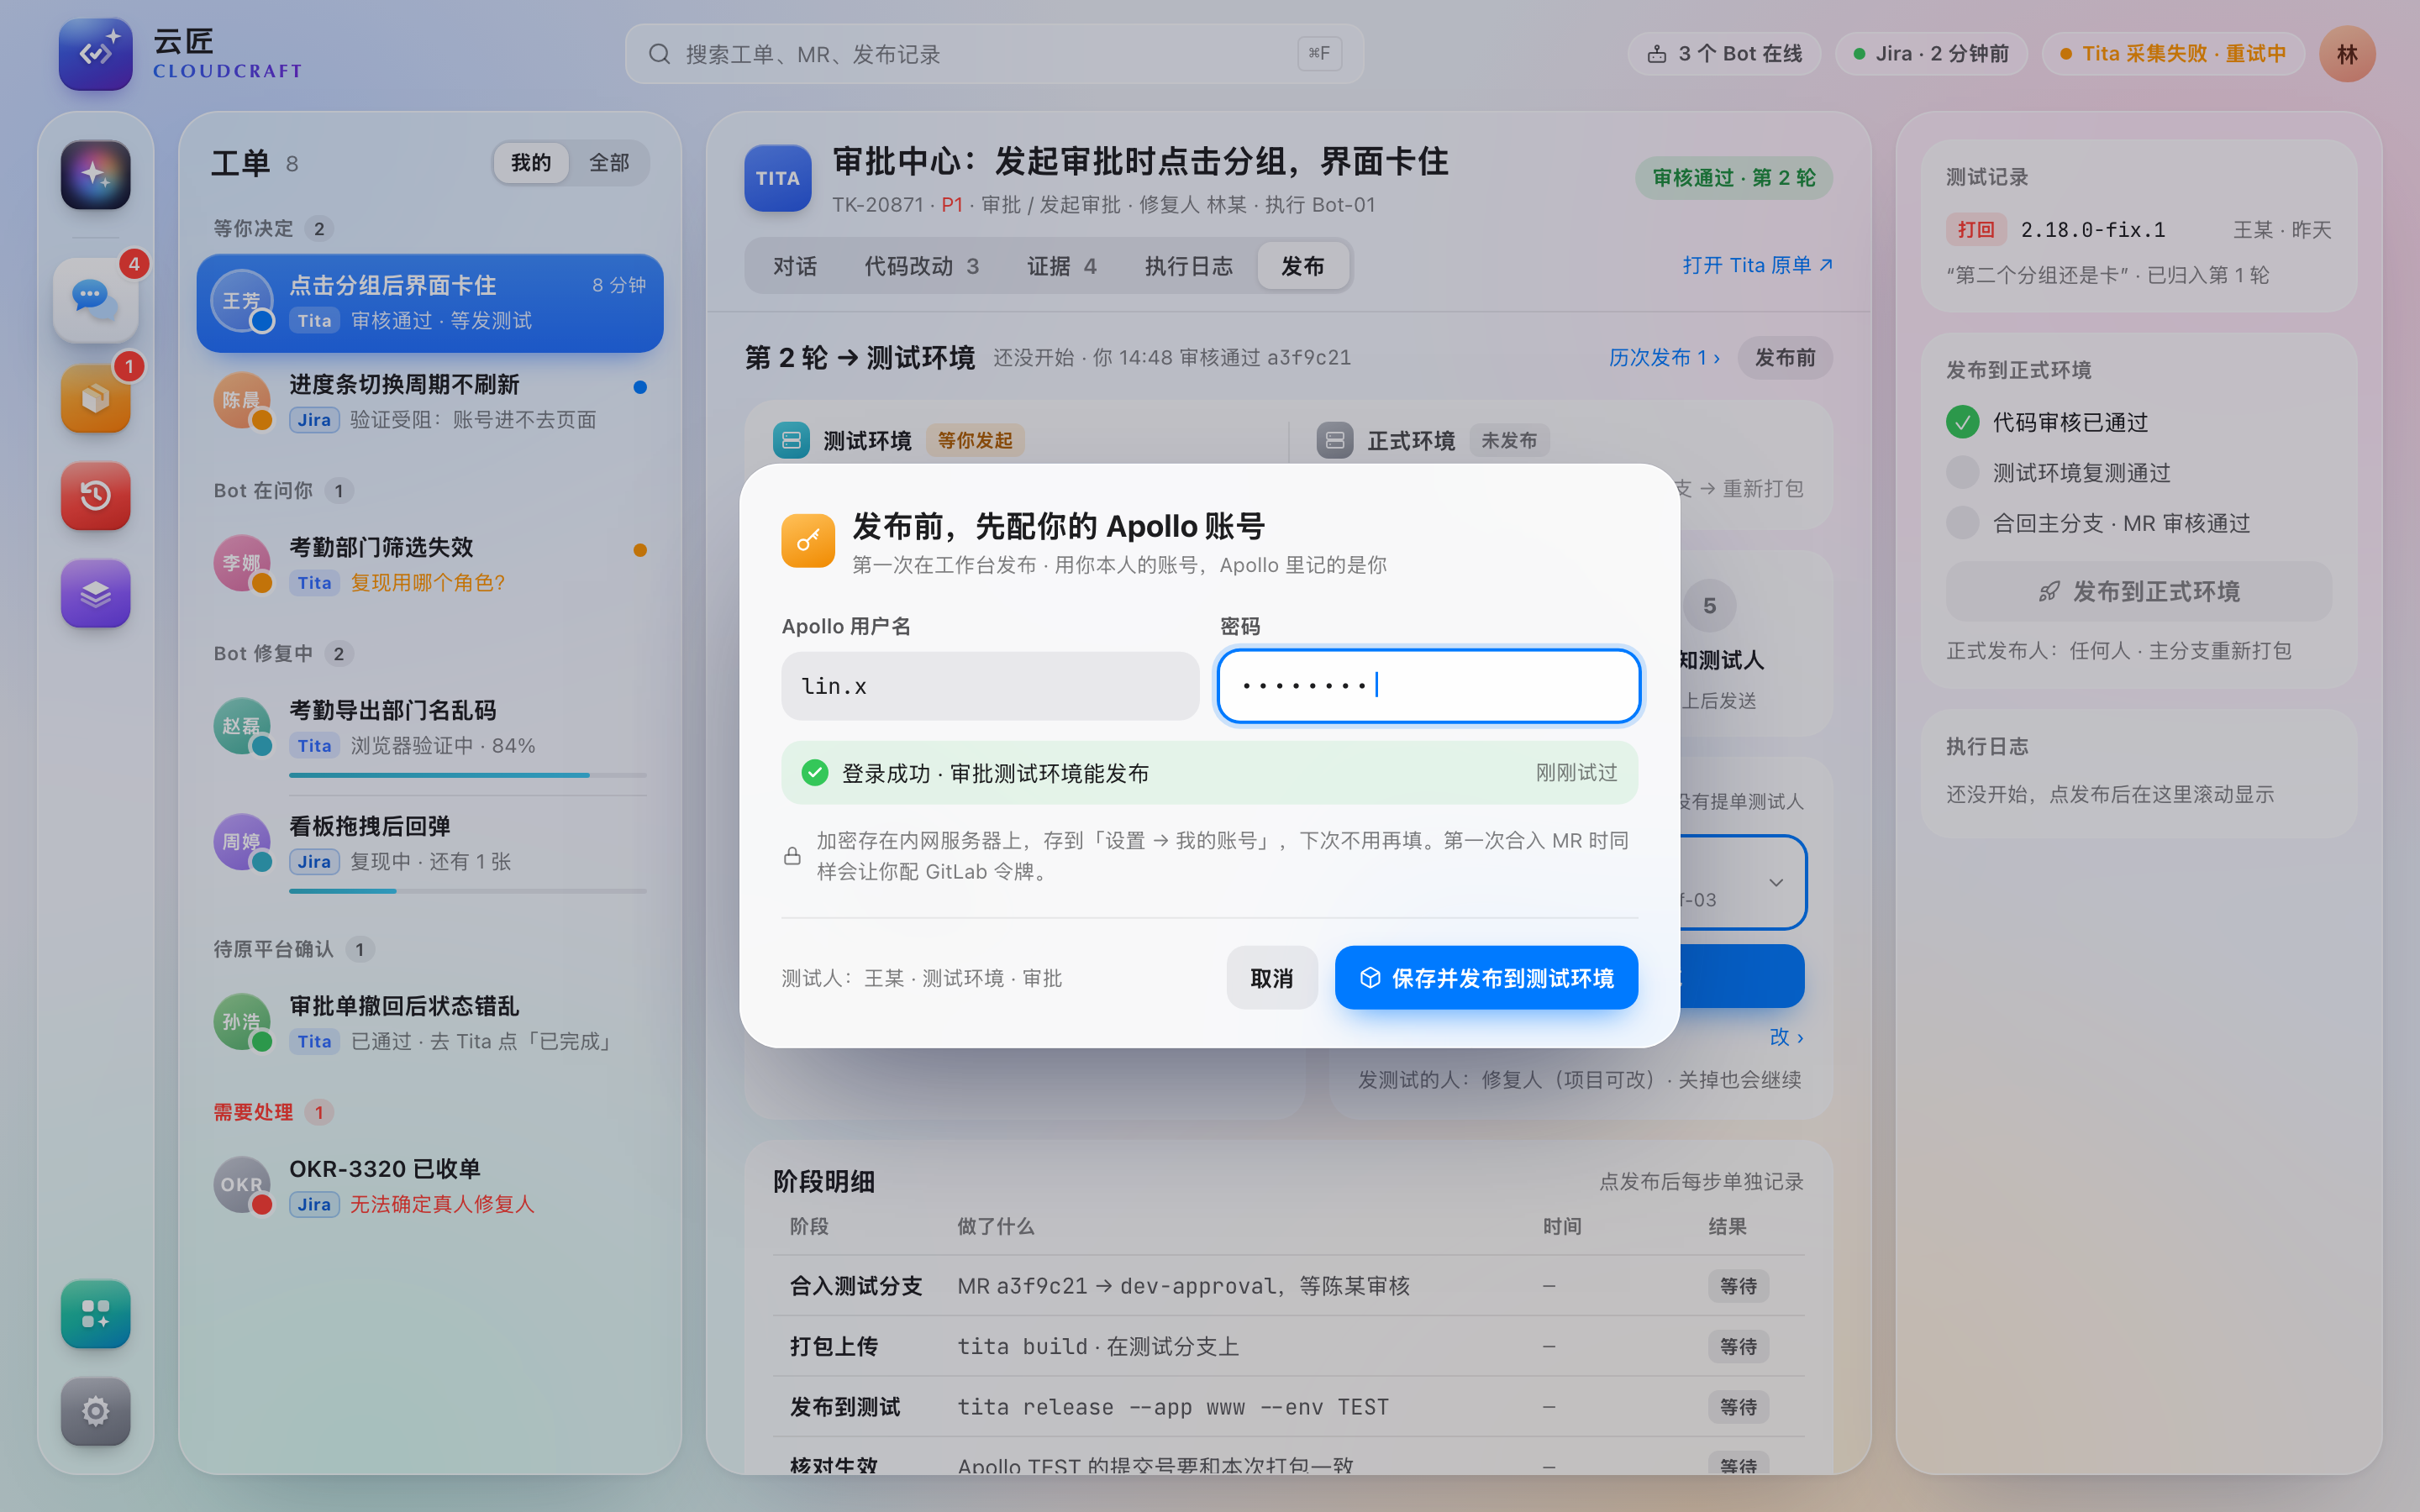 云匠
CLOUDCRAFT
搜索工单、MR、发布记录
⌘F
3 个 Bot 在线
Jira · 2 分钟前
Tita 采集失败 · 重试中
林
4
1
工单 8
我的
全部
等你决定 2
王芳
点击分组后界面卡住
8 分钟
Tita 审核通过 · 等发测试
陈晨
进度条切换周期不刷新
Jira 验证受阻：账号进不去页面
Bot 在问你 1
李娜
考勤部门筛选失效
Tita 复现用哪个角色?
Bot 修复中 2
赵磊
考勤导出部门名乱码
Tita 浏览器验证中 · 84%
周婷
看板拖拽后回弹
Jira 复现中 · 还有 1 张
待原平台确认 1
孙浩
审批单撤回后状态错乱
Tita 已通过 · 去 Tita 点「已完成」
需要处理 1
OKR
OKR-3320 已收单
Jira 无法确定真人修复人
TITA
审批中心：发起审批时点击分组，界面卡住
TK-20871 · P1 · 审批 / 发起审批 · 修复人 林某 · 执行 Bot-01
审核通过 · 第 2 轮
对话
代码改动 3
证据 4
执行日志
发布
打开 Tita 原单 ↗
第 2 轮 → 测试环境 还没开始 · 你 14:48 审核通过 a3f9c21
历次发布 1 ›
发布前
测试环境 等你发起
正式环境 未发布
支 → 重新打包
5
知测试人
上后发送
没有提单测试人
f-03
改 ›
发测试的人：修复人（项目可改）· 关掉也会继续
发布前，先配你的 Apollo 账号
第一次在工作台发布 · 用你本人的账号，Apollo 里记的是你
Apollo 用户名
密码
lin.x
••••••••
登录成功 · 审批测试环境能发布
刚刚试过
加密存在内网服务器上，存到「设置 → 我的账号」，下次不用再填。第一次合入 MR 时同
样会让你配 GitLab 令牌。
测试人：王某 · 测试环境 · 审批
取消
保存并发布到测试环境
阶段明细
点发布后每步单独记录
阶段 做了什么 时间 结果
合入测试分支 MR a3f9c21 → dev-approval，等陈某审核 — 等待
打包上传 tita build · 在测试分支上 — 等待
发布到测试 tita release --app www --env TEST — 等待
核对生效 Apollo TEST 的提交号要和本次打包一致 — 等待
测试记录
打回 2.18.0-fix.1 王某 · 昨天
“第二个分组还是卡” · 已归入第 1 轮
发布到正式环境
代码审核已通过
测试环境复测通过
合回主分支 · MR 审核通过
发布到正式环境
正式发布人：任何人 · 主分支重新打包
执行日志
还没开始，点发布后在这里滚动显示